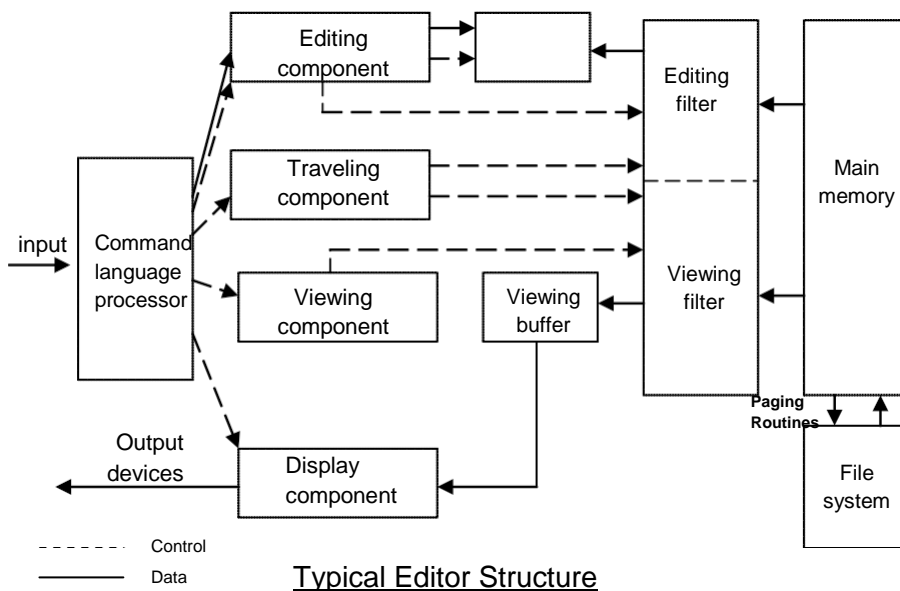 Editing
component
Editing
filter
Traveling
component
Main
memory
input
Command
language
processor
Viewing
component
Viewing
buffer
Viewing
filter
Paging
Routines
Output
devices
Display
component
File
system
Control
Data
Typical Editor Structure